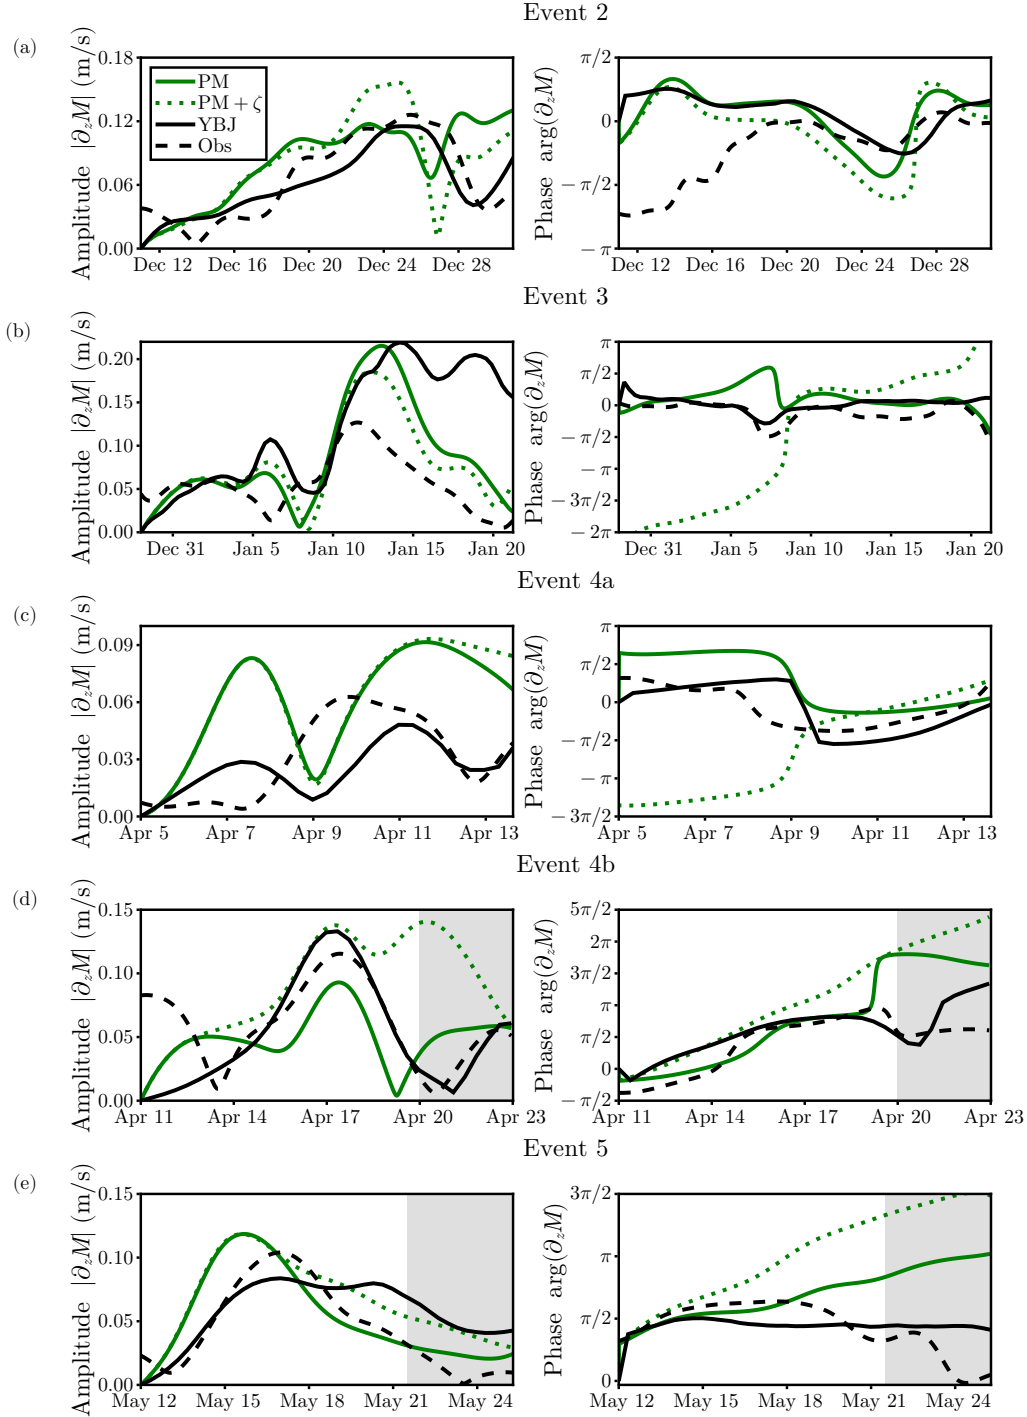 Event 2
(a)
Amplitude |∂zM| (m/s)
0.18
0.12
0.06
0.00
PM
PM + ζ
YBJ
Obs
Dec 12 Dec 16 Dec 20 Dec 24 Dec 28
Phase arg(∂zM)
π/2
0
−π/2
−π
Dec 12 Dec 16 Dec 20 Dec 24 Dec 28
Event 3
(b)
Amplitude |∂zM| (m/s)
0.20
0.15
0.10
0.05
0.00
Dec 31 Jan 5 Jan 10 Jan 15 Jan 20
Phase arg(∂zM)
π
π/2
0
−π/2
−π
−3π/2
−2π
Dec 31 Jan 5 Jan 10 Jan 15 Jan 20
Event 4a
(c)
Amplitude |∂zM| (m/s)
0.09
0.06
0.03
0.00
Apr 5 Apr 7 Apr 9 Apr 11 Apr 13
Phase arg(∂zM)
π
π/2
0
−π/2
−π
−3π/2
Apr 5 Apr 7 Apr 9 Apr 11 Apr 13
Event 4b
(d)
Amplitude |∂zM| (m/s)
0.15
0.10
0.05
0.00
Apr 11 Apr 14 Apr 17 Apr 20 Apr 23
Phase arg(∂zM)
5π/2
2π
3π/2
π
π/2
0
−π/2
Apr 11 Apr 14 Apr 17 Apr 20 Apr 23
Event 5
(e)
Amplitude |∂zM| (m/s)
0.15
0.10
0.05
0.00
May 12 May 15 May 18 May 21 May 24
Phase arg(∂zM)
3π/2
π
π/2
0
May 12 May 15 May 18 May 21 May 24